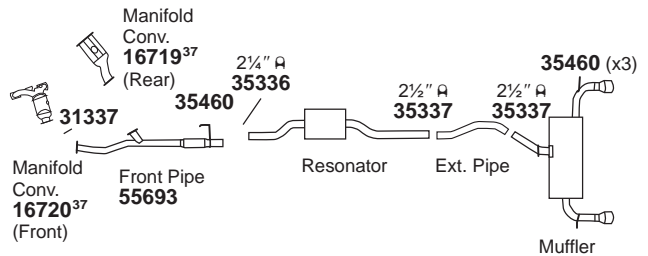 Manifold
Conv.
16719³⁷
(Rear)
31337
Manifold
Conv.
16720³⁷
(Front)
Front Pipe
55693
35460
2¼″
35336
Resonator
2½″
35337
Ext. Pipe
2½″
35337
35460 (x3)
Muffler